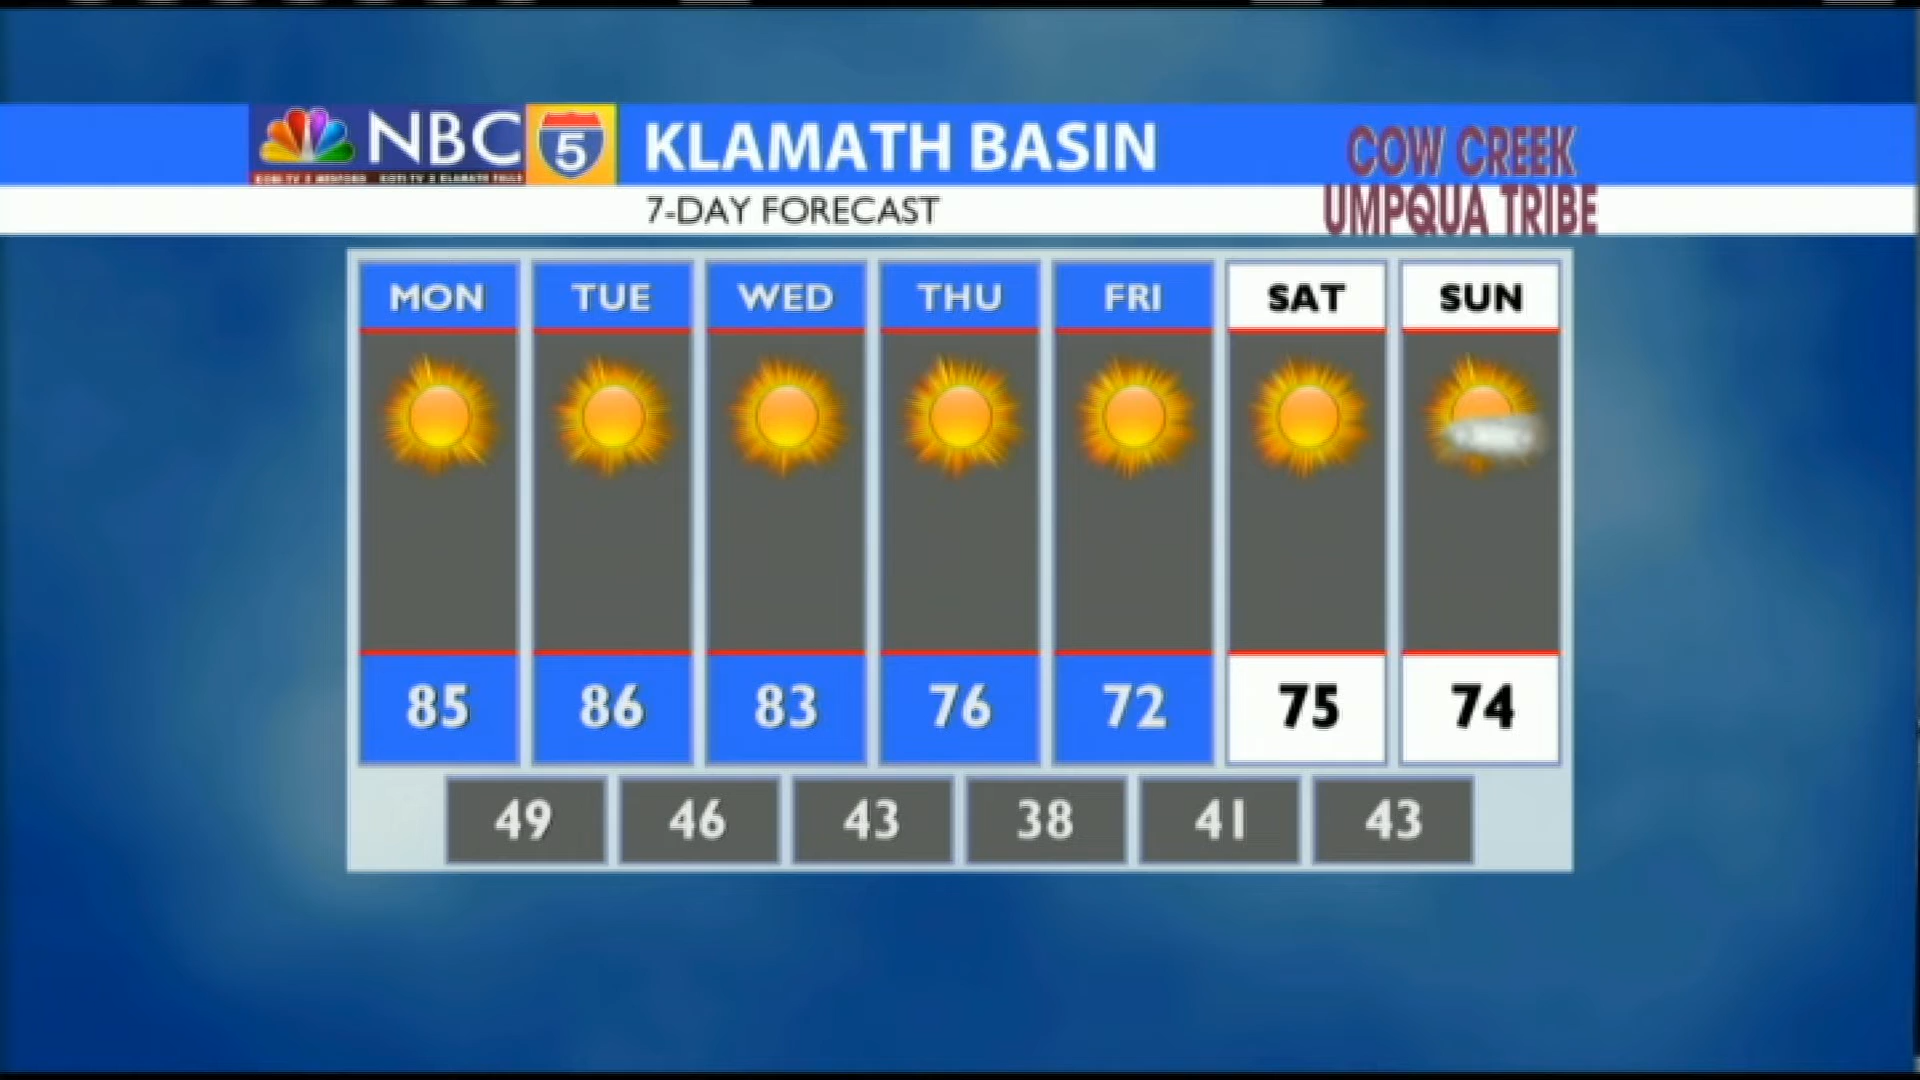 NBC 5
KLAMATH BASIN
7-DAY FORECAST
COW CREEK
UMPQUA TRIBE
MON TUE WED THU FRI SAT SUN
85 86 83 76 72 75 74
49 46 43 38 41 43